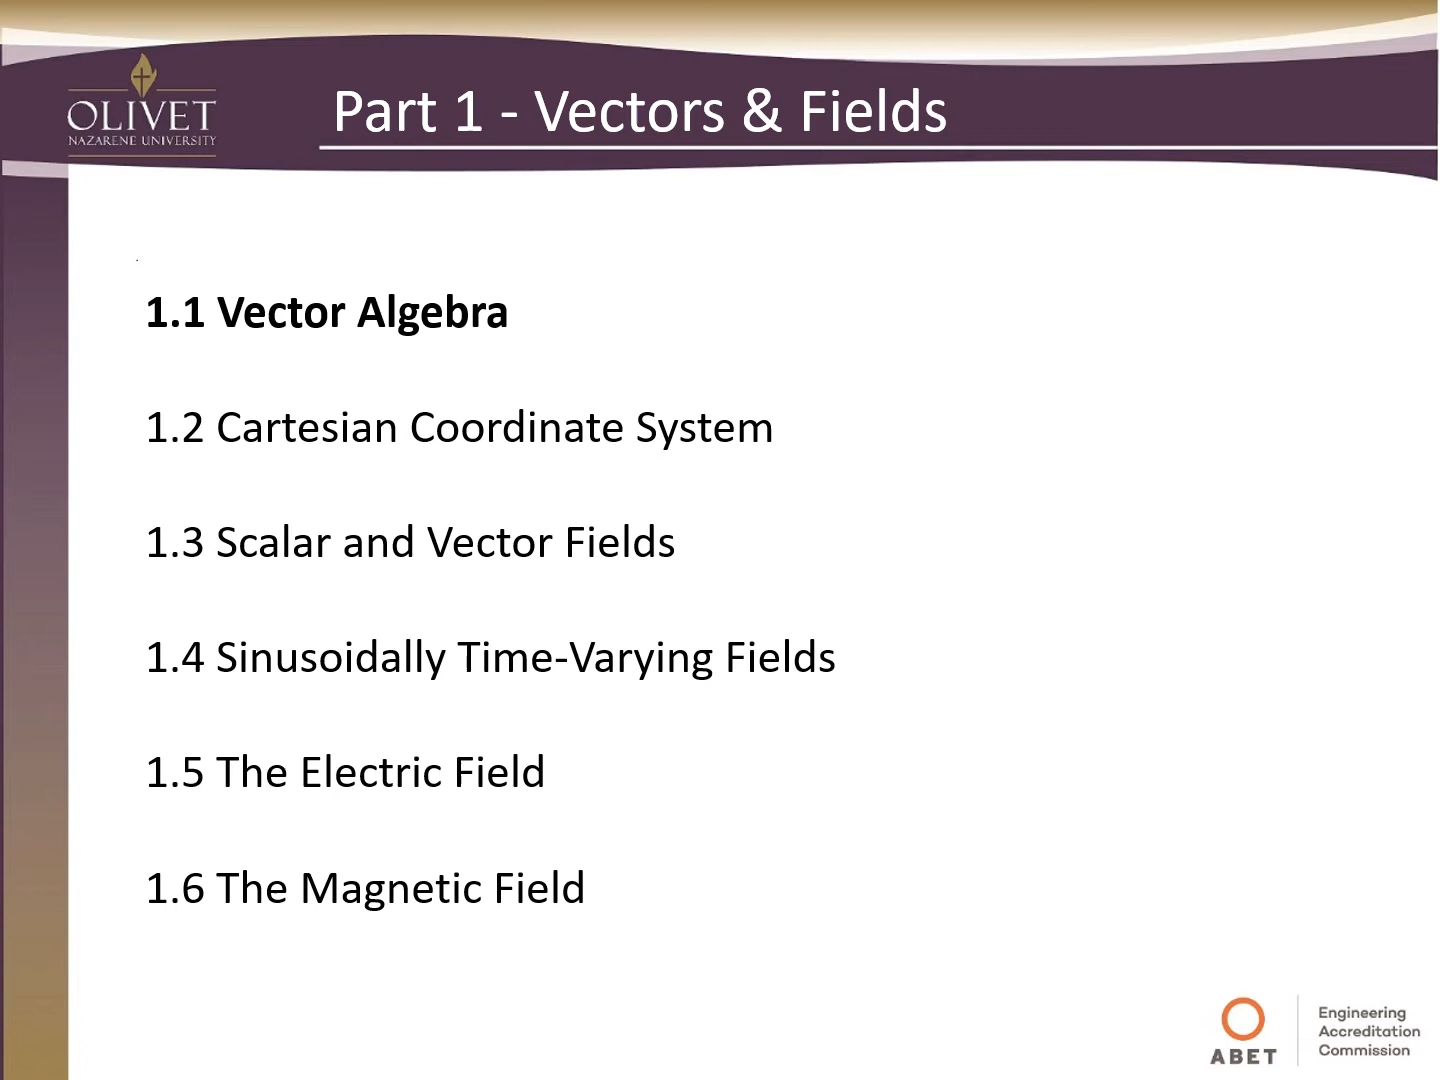 OLIVET
NAZARENE UNIVERSITY
Part 1 - Vectors & Fields
1.1 Vector Algebra
1.2 Cartesian Coordinate System
1.3 Scalar and Vector Fields
1.4 Sinusoidally Time-Varying Fields
1.5 The Electric Field
1.6 The Magnetic Field
ABET
Engineering
Accreditation
Commission